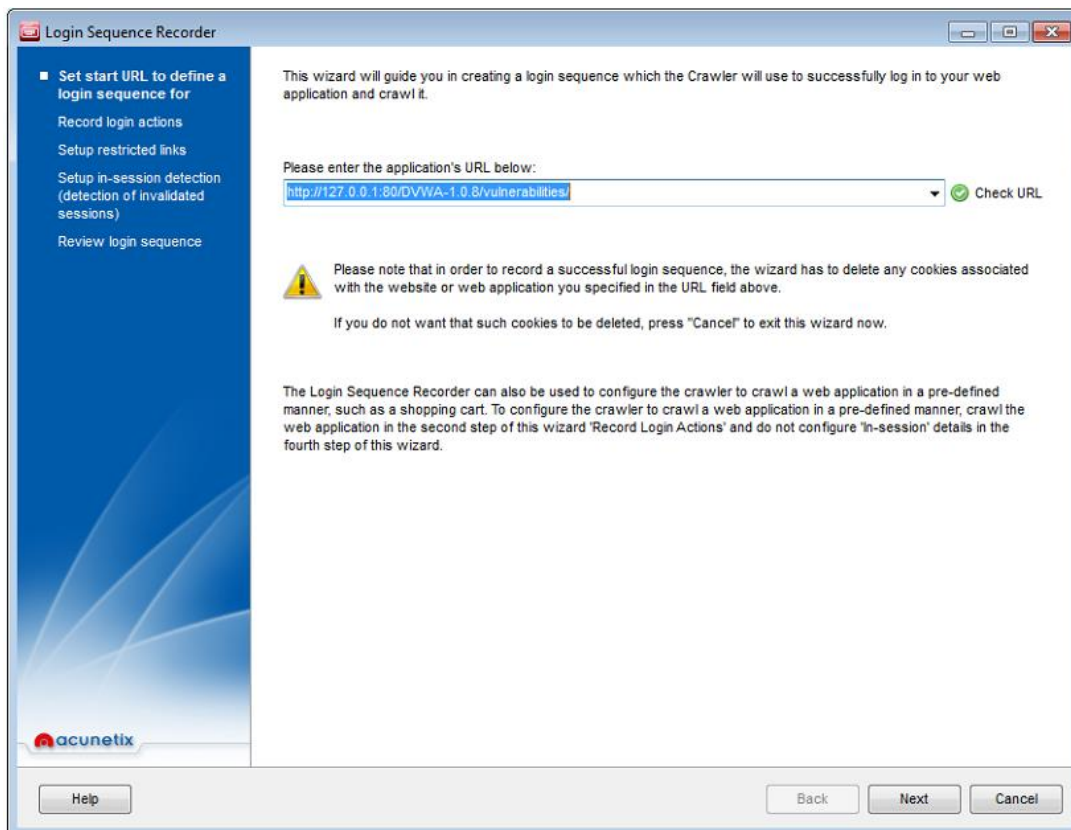 Login Sequence Recorder
Set start URL to define a
login sequence for
Record login actions
Setup restricted links
Setup in-session detection
(detection of invalidated
sessions)
Review login sequence
acunetix
This wizard will guide you in creating a login sequence which the Crawler will use to successfully log in to your web
application and crawl it.
Please enter the application's URL below:
http://127.0.0.1:80/DVWA-1.0.8/vulnerabilities/
Check URL
Please note that in order to record a successful login sequence, the wizard has to delete any cookies associated
with the website or web application you specified in the URL field above.
If you do not want that such cookies to be deleted, press "Cancel" to exit this wizard now.
The Login Sequence Recorder can also be used to configure the crawler to crawl a web application in a pre-defined
manner, such as a shopping cart. To configure the crawler to crawl a web application in a pre-defined manner, crawl the
web application in the second step of this wizard 'Record Login Actions' and do not configure 'In-session' details in the
fourth step of this wizard.
Help
Back
Next
Cancel